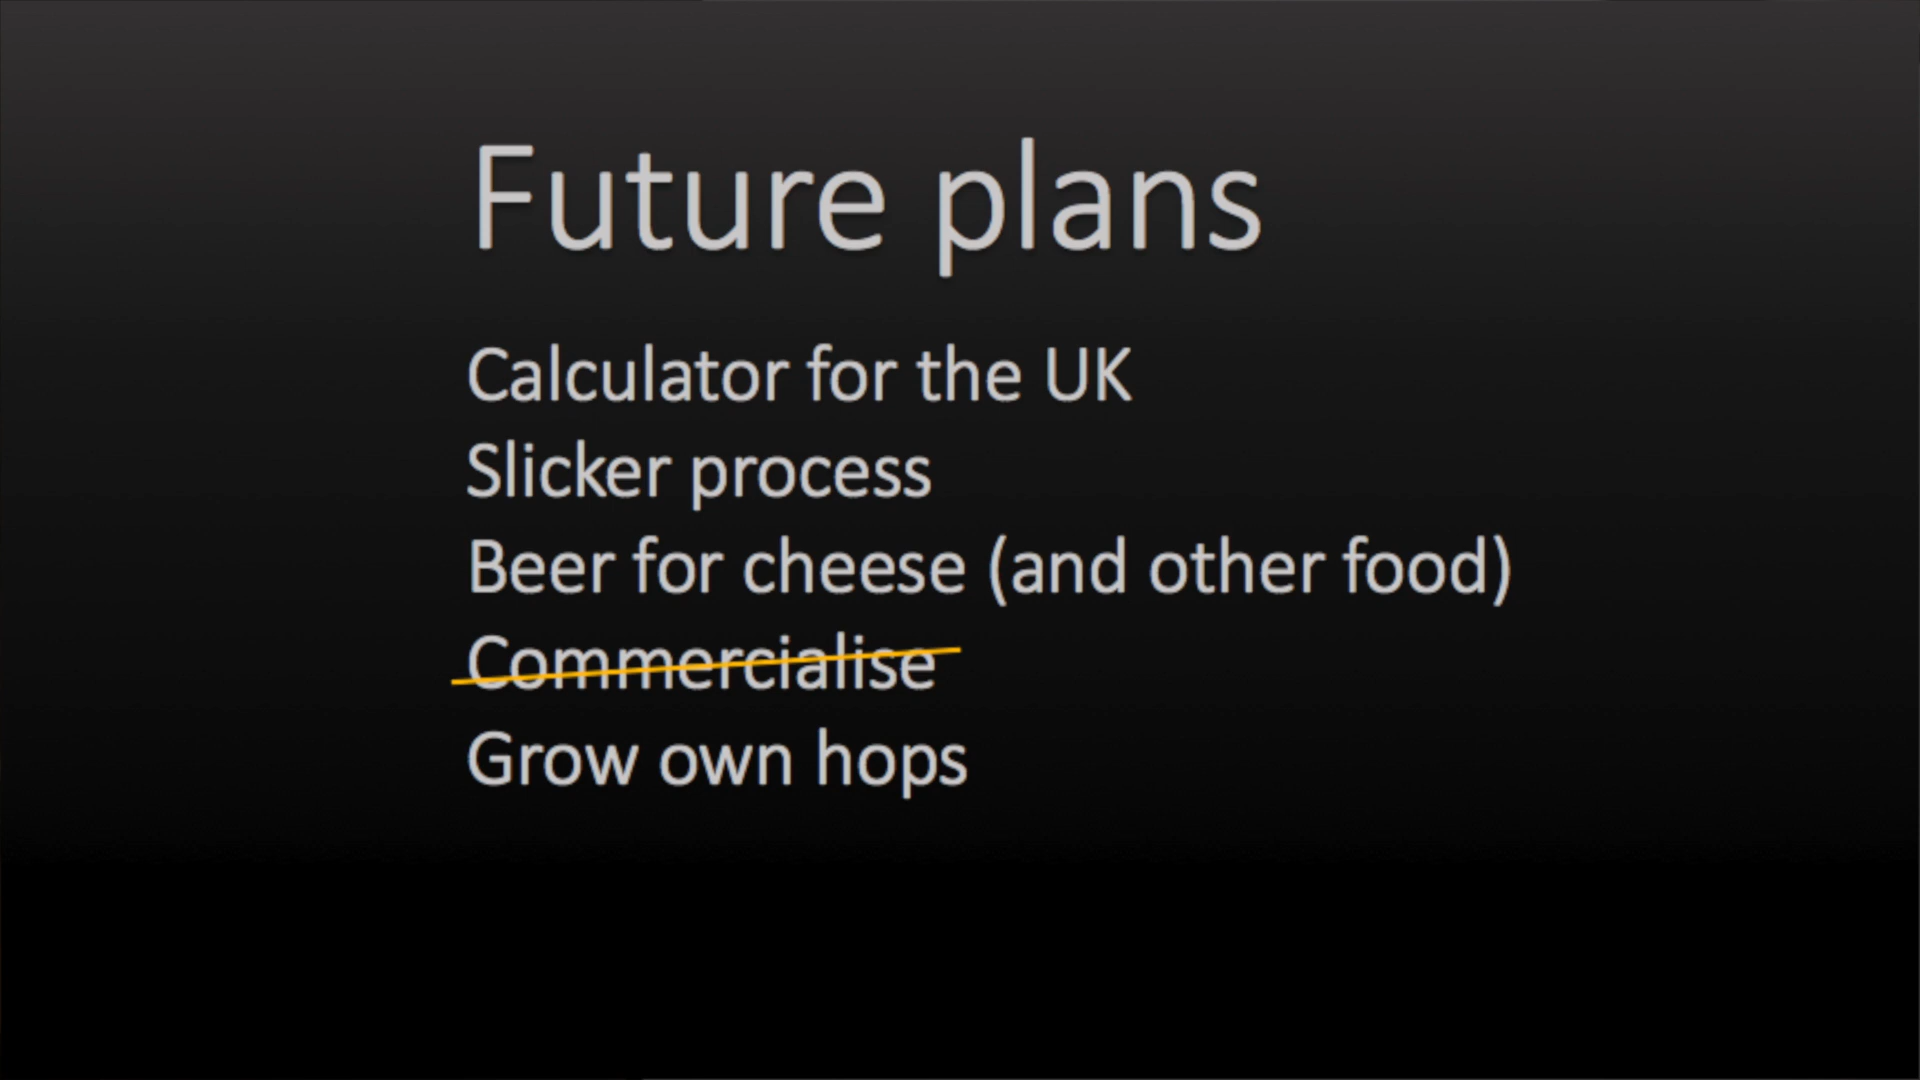 Future plans
Calculator for the UK
Slicker process
Beer for cheese (and other food)
Commercialise
Grow own hops